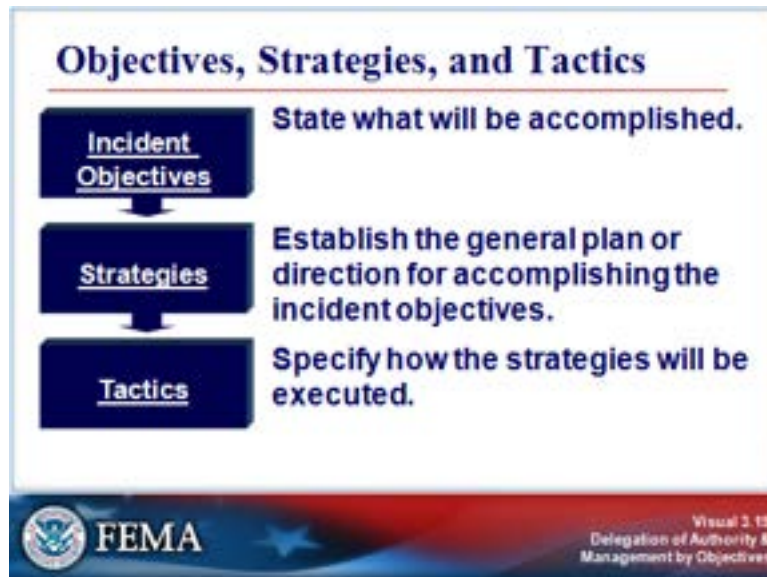 Objectives, Strategies, and Tactics
Incident
Objectives
State what will be accomplished.
Strategies
Establish the general plan or
direction for accomplishing the
incident objectives.
Tactics
Specify how the strategies will be
executed.
FEMA
Visual
Delegation of Authority &
Management by Objectives